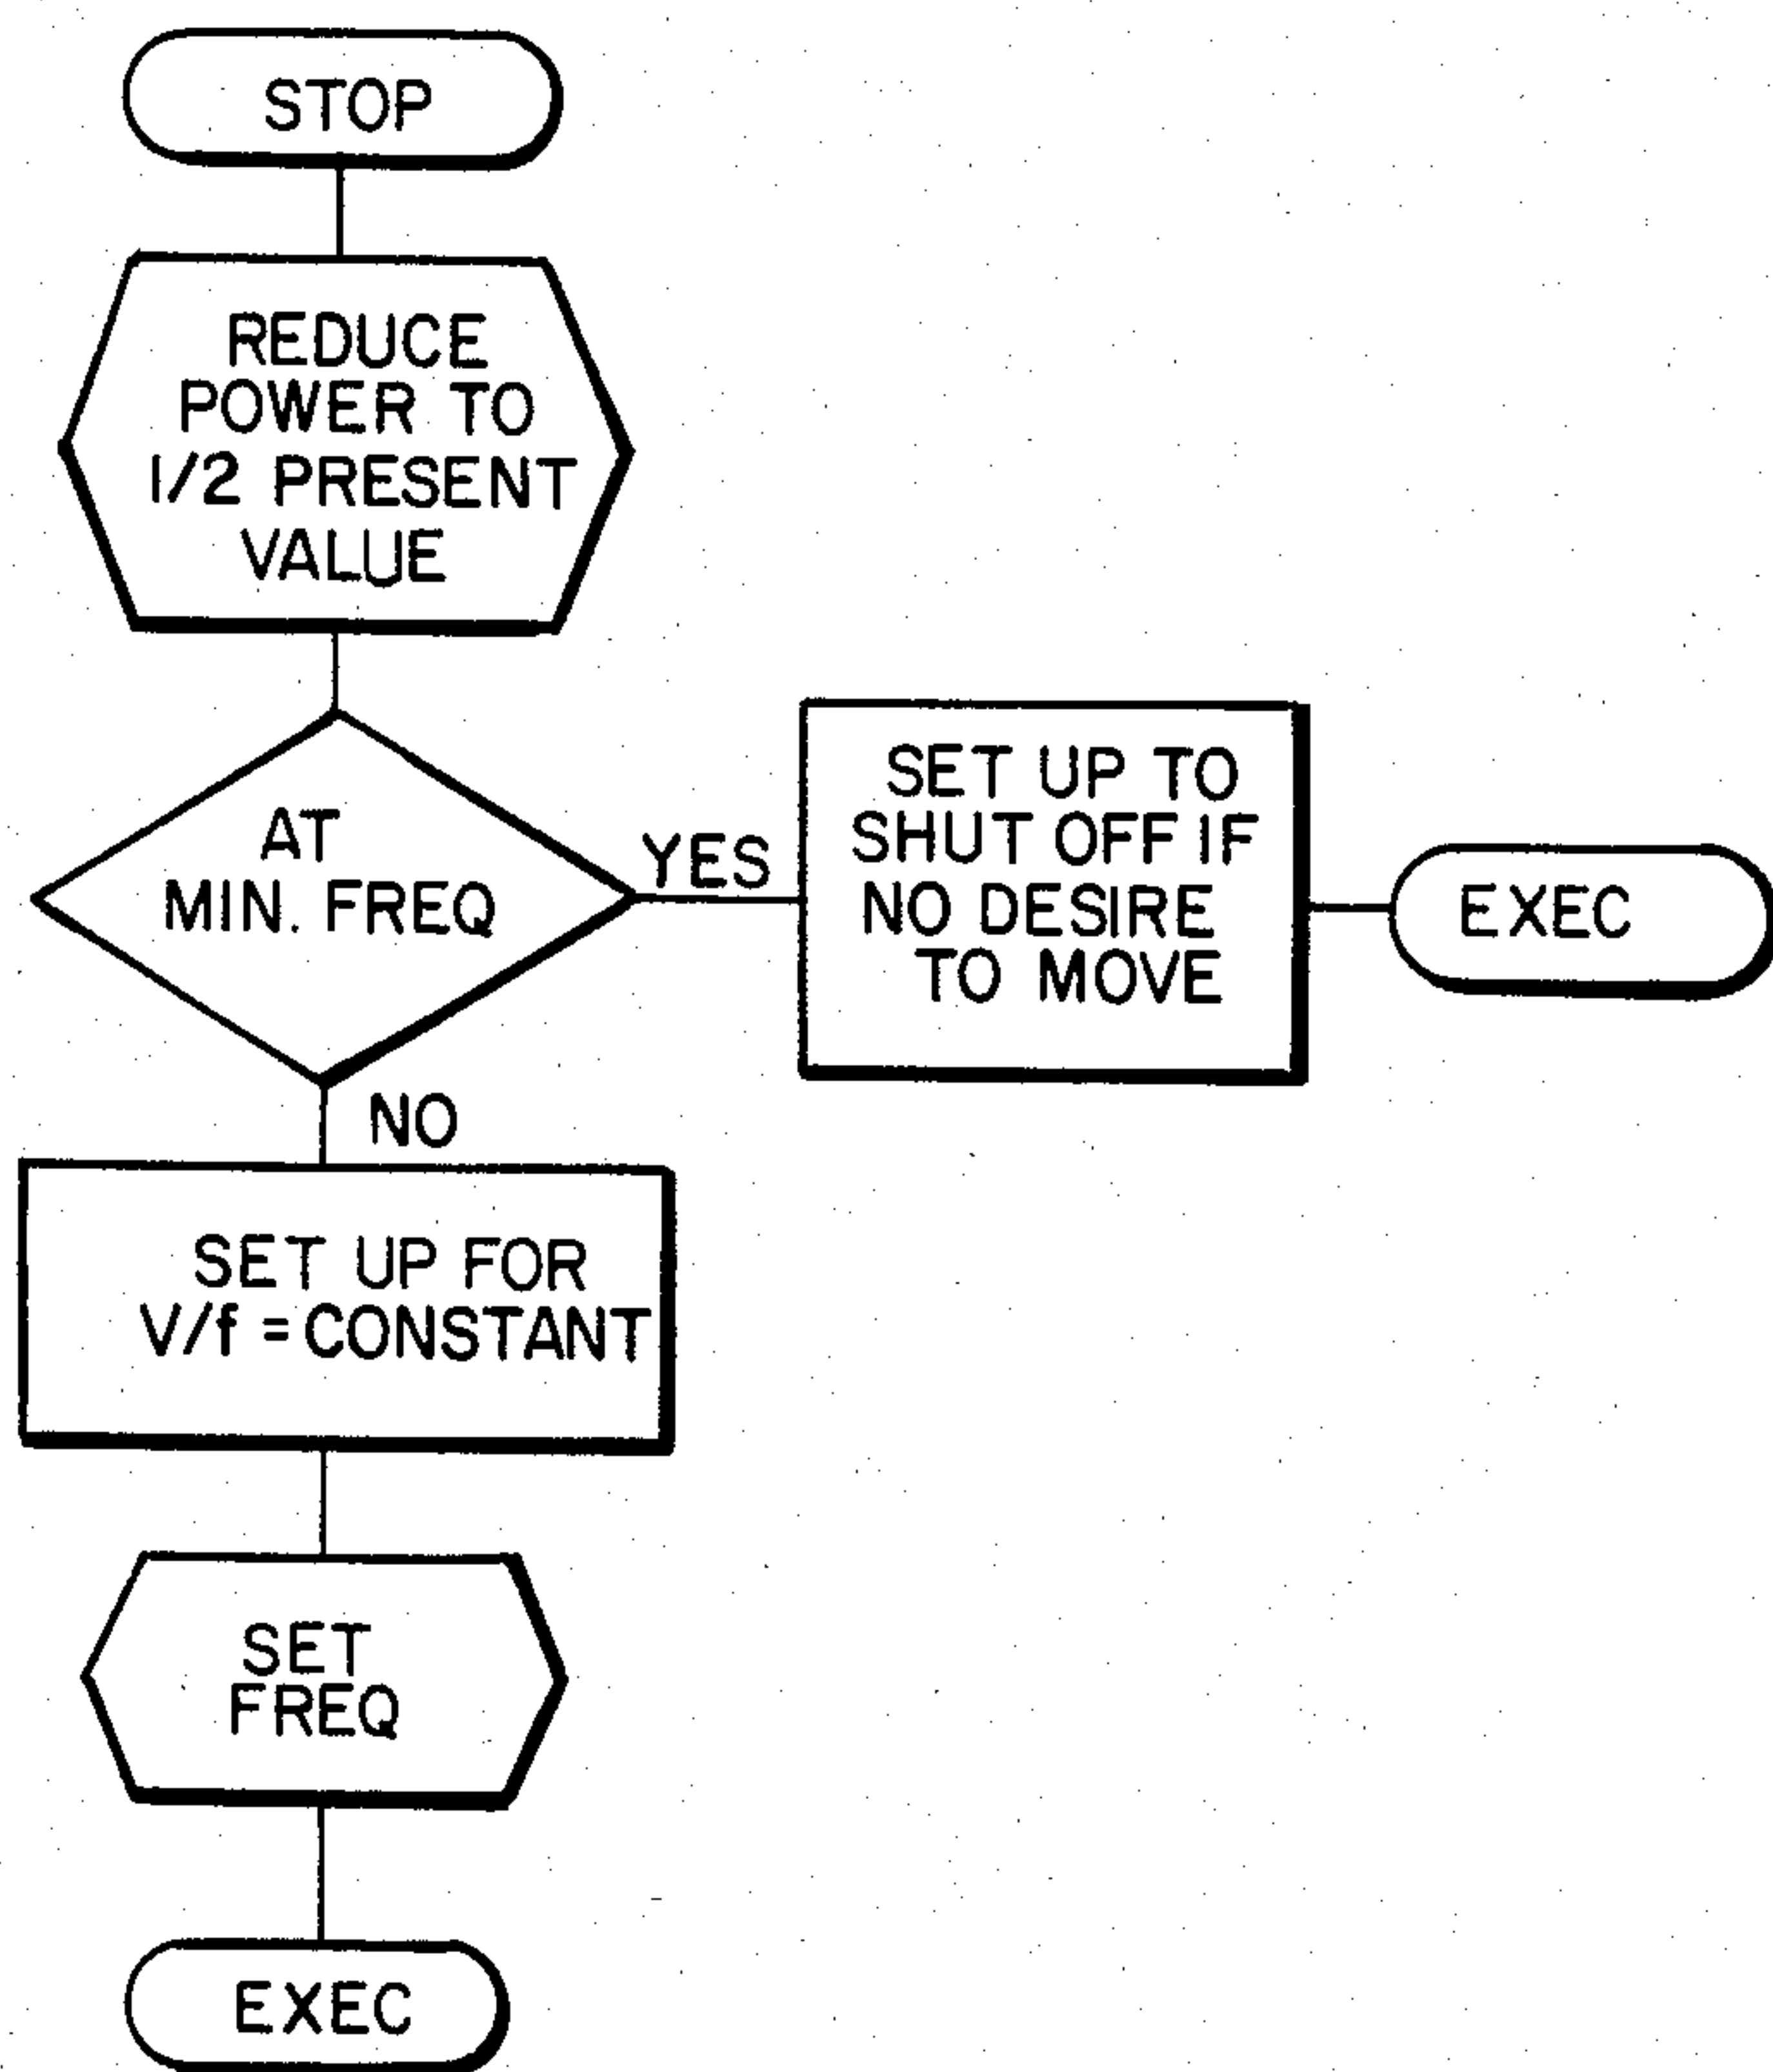 STOP
REDUCE
POWER TO
1/2 PRESENT
VALUE
AT
MIN. FREQ
YES
SET UP TO
SHUT OFF IF
NO DESIRE
TO MOVE
EXEC
NO
SET UP FOR
V/f = CONSTANT
SET
FREQ
EXEC